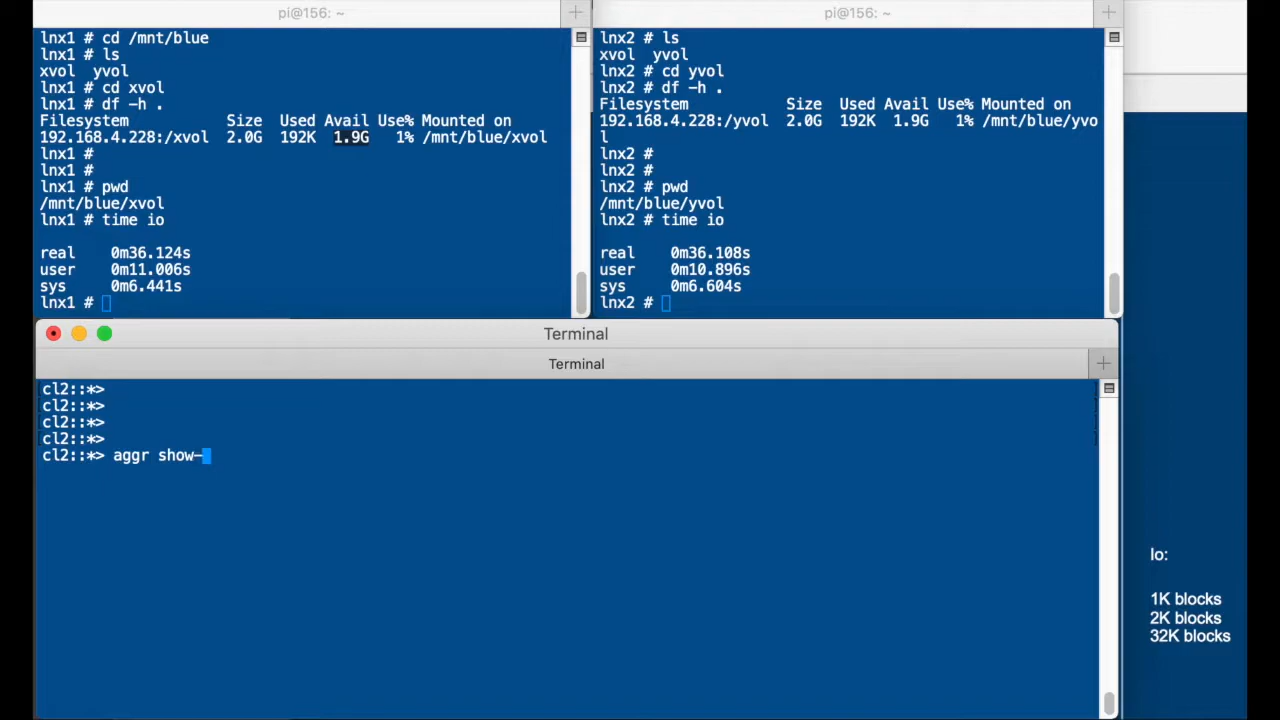 pi@156: ~
lnx1 # cd /mnt/blue
lnx1 # ls
xvol  yvol
lnx1 # cd xvol
lnx1 # df -h .
Filesystem           Size  Used Avail Use% Mounted on
192.168.4.228:/xvol  2.0G  192K  1.9G   1% /mnt/blue/xvol
lnx1 #
lnx1 #
lnx1 # pwd
/mnt/blue/xvol
lnx1 # time io
real    0m36.124s
user    0m11.006s
sys     0m6.441s
lnx1 #
pi@156: ~
lnx2 # ls
xvol  yvol
lnx2 # cd yvol
lnx2 # df -h .
Filesystem           Size  Used Avail Use% Mounted on
192.168.4.228:/yvol  2.0G  192K  1.9G   1% /mnt/blue/yvo
l
lnx2 #
lnx2 #
lnx2 # pwd
/mnt/blue/yvol
lnx2 # time io
real    0m36.108s
user    0m10.896s
sys     0m6.604s
lnx2 #
Terminal
Terminal
cl2::*>
cl2::*>
cl2::*>
cl2::*>
cl2::*> aggr show-
Io:
1K blocks
2K blocks
32K blocks